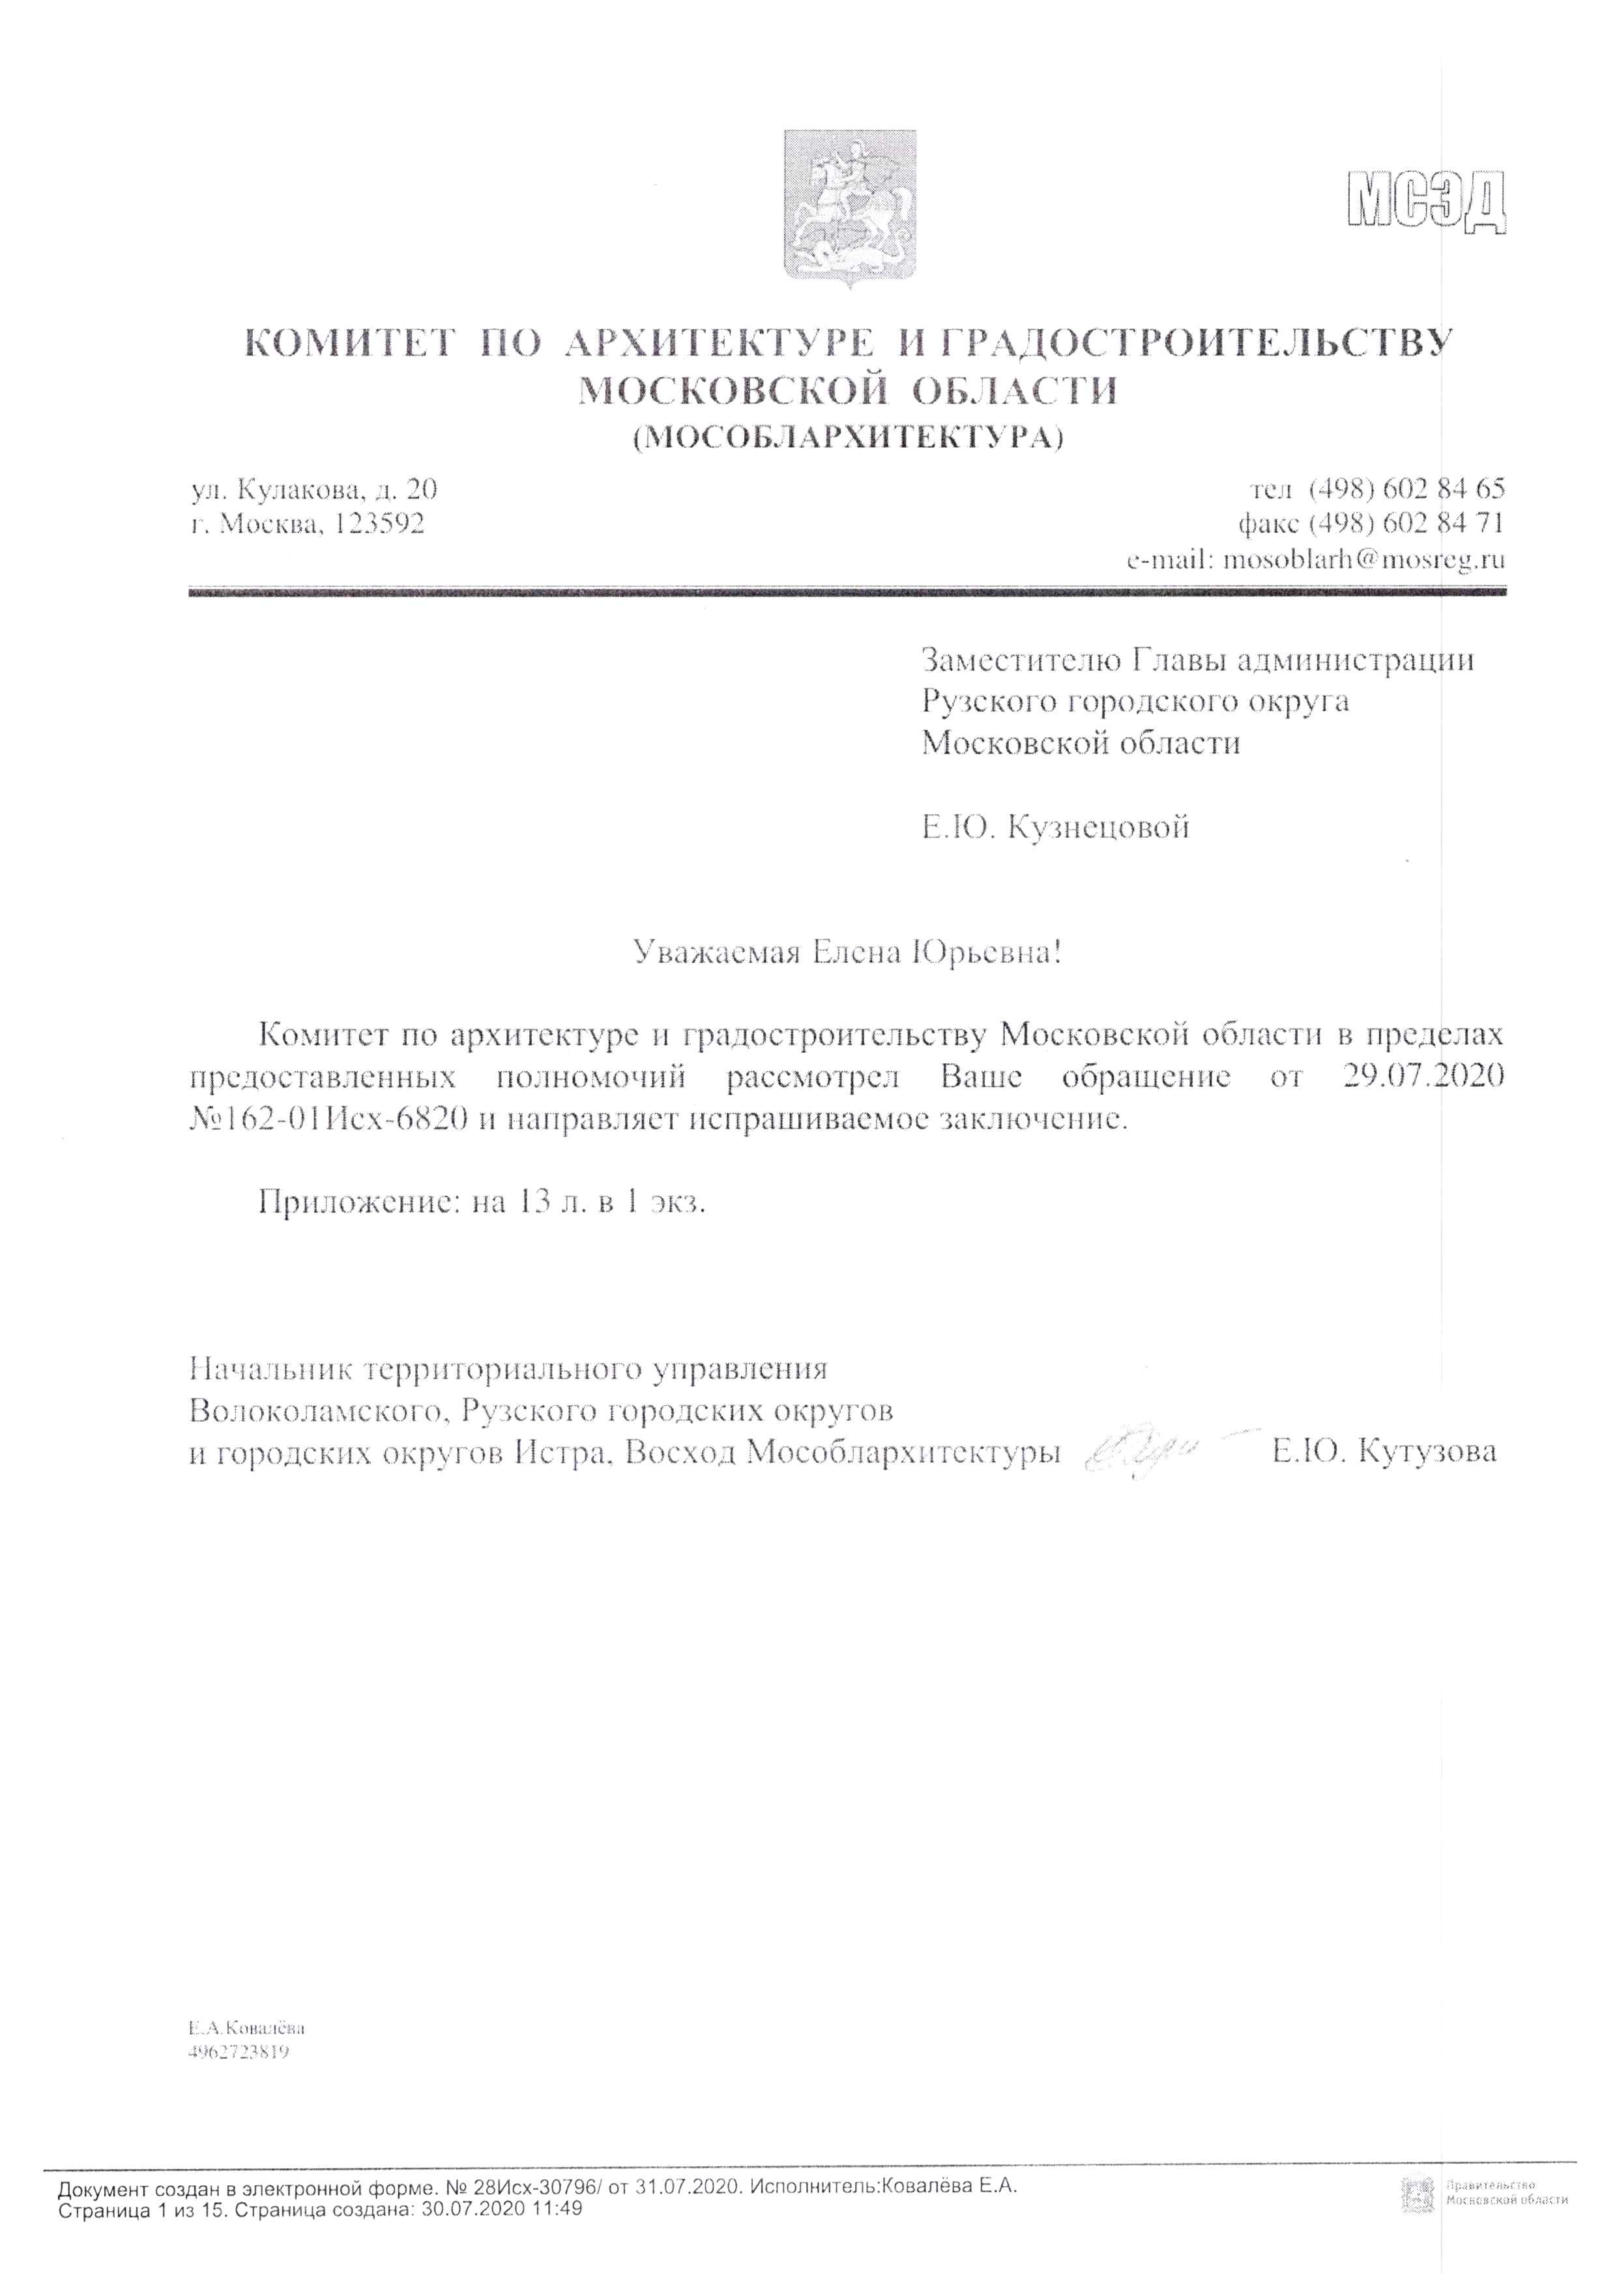 МСЭД
КОМИТЕТ ПО АРХИТЕКТУРЕ И ГРАДОСТРОИТЕЛЬСТВУ
МОСКОВСКОЙ ОБЛАСТИ
(МОСОБЛАРХИТЕКТУРА)
ул. Кулакова, д. 20
г. Москва, 123592
тел (498) 602 84 65
факс (498) 602 84 71
e-mail: mosoblarh@mosreg.ru
Заместителю Главы администрации
Рузского городского округа
Московской области
Е.Ю. Кузнецовой
Уважаемая Елена Юрьевна!
Комитет по архитектуре и градостроительству Московской области в пределах
предоставленных полномочий рассмотрел Ваше обращение от 29.07.2020
№162-01Исх-6820 и направляет испрашиваемое заключение.
Приложение: на 13 л. в 1 экз.
Начальник территориального управления
Волоколамского, Рузского городских округов
и городских округов Истра, Восход Мособлархитектуры Е.Ю. Кутузова
Е.А.Ковалёва
4962723819
Документ создан в электронной форме. № 28Исх-30796/ от 31.07.2020. Исполнитель:Ковалёва Е.А.
Страница 1 из 15. Страница создана: 30.07.2020 11:49
Правительство
Московской области